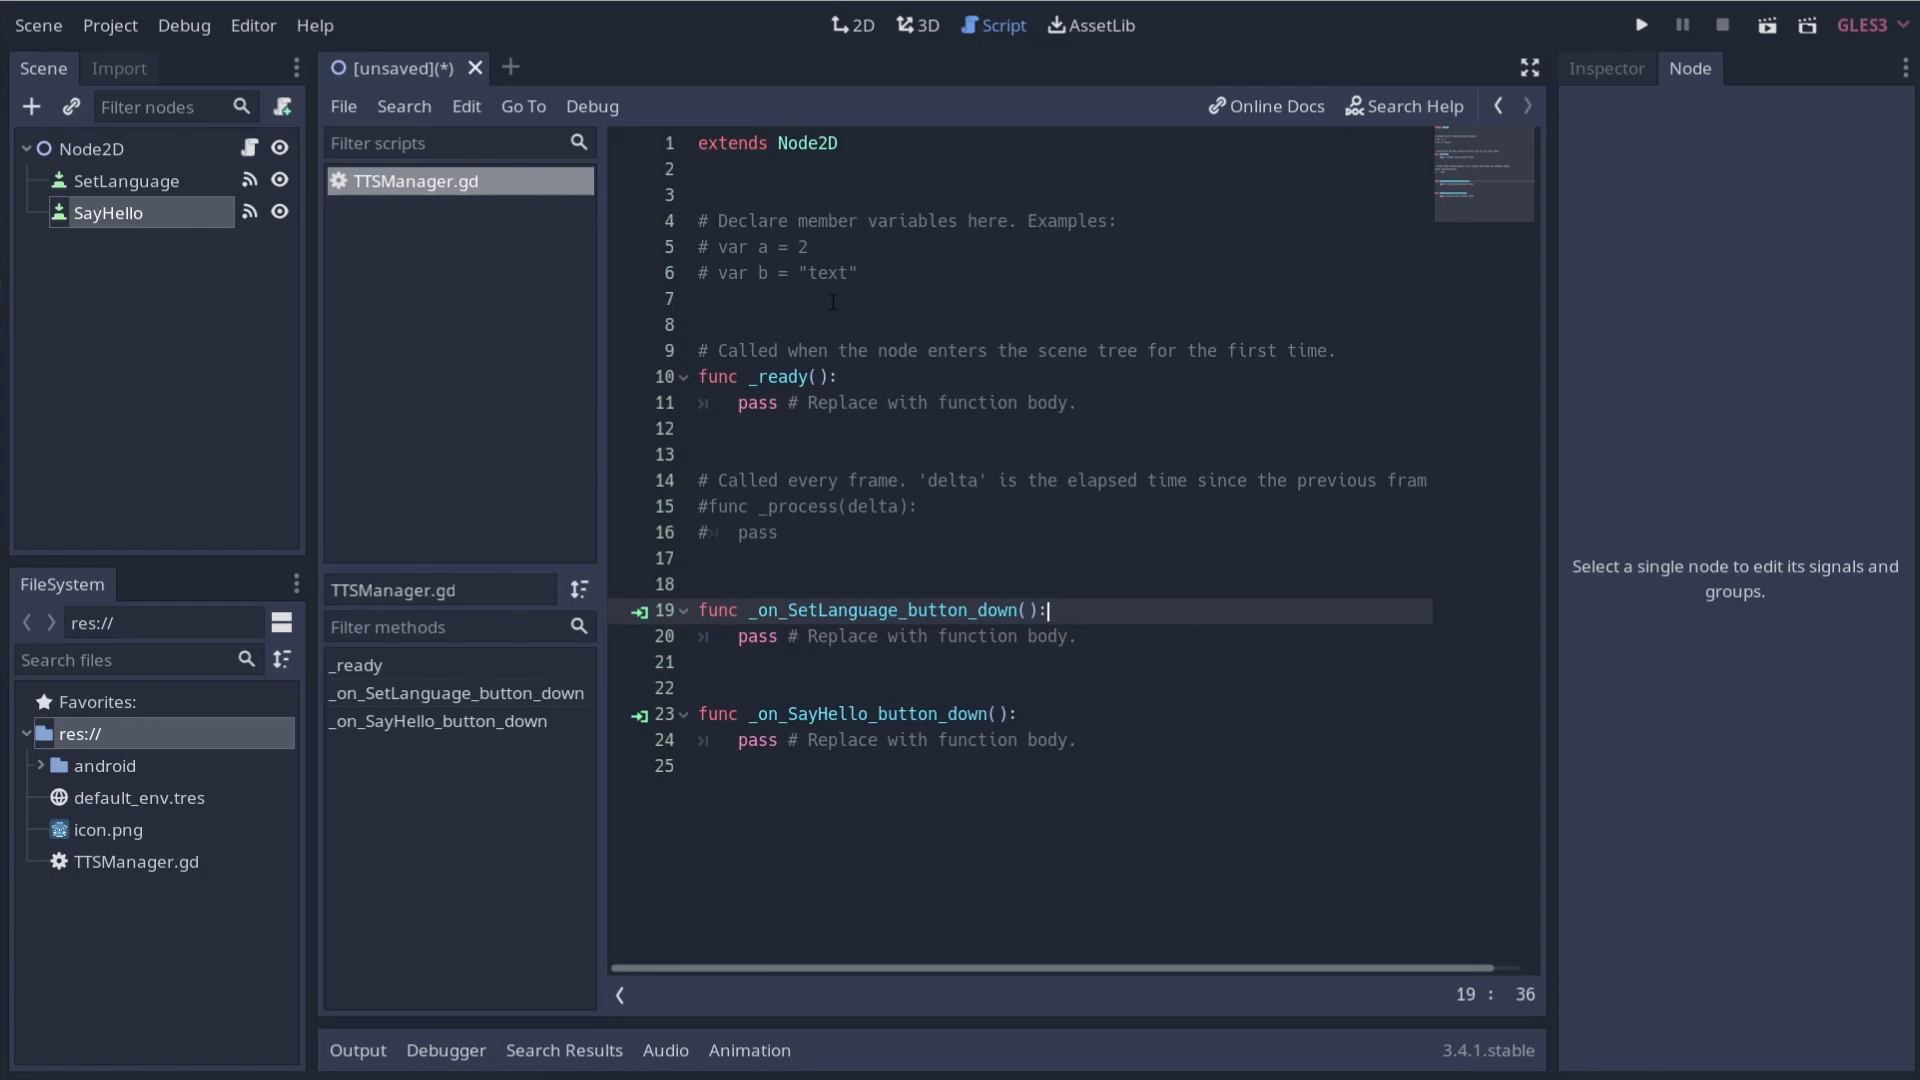 Scene Project Debug Editor Help
2D 3D Script AssetLib
GLES3
Scene Import
[unsaved](*)
Inspector Node
Filter nodes
File Search Edit Go To Debug
Online Docs Search Help
Node2D
SetLanguage
SayHello
Filter scripts
TTSManager.gd
1 extends Node2D
2
3
4 # Declare member variables here. Examples:
5 # var a = 2
6 # var b = "text"
7
8
9 # Called when the node enters the scene tree for the first time.
10 func _ready():
11 pass # Replace with function body.
12
13
14 # Called every frame. 'delta' is the elapsed time since the previous fram
15 #func _process(delta):
16 # pass
17
18
19 func _on_SetLanguage_button_down():
20 pass # Replace with function body.
21
22
23 func _on_SayHello_button_down():
24 pass # Replace with function body.
25
Select a single node to edit its signals and
groups.
FileSystem
res://
Search files
Favorites:
res://
android
default_env.tres
icon.png
TTSManager.gd
TTSManager.gd
Filter methods
_ready
_on_SetLanguage_button_down
_on_SayHello_button_down
19 : 36
Output Debugger Search Results Audio Animation
3.4.1.stable